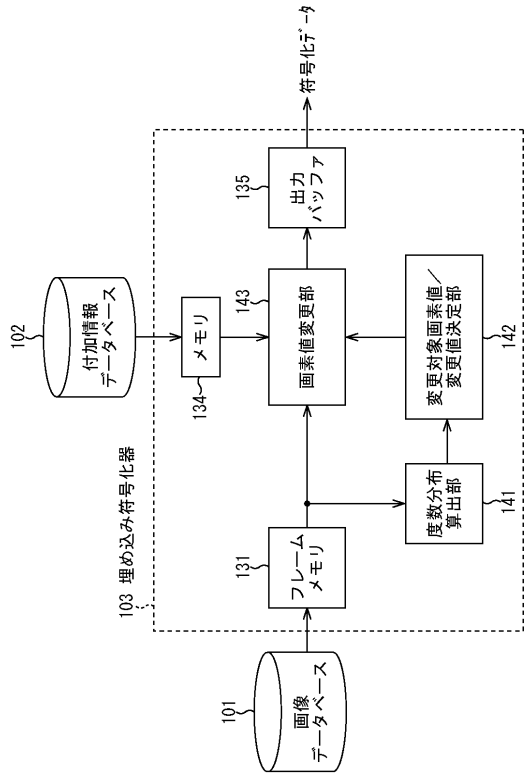 101
画像
データベース
103 埋め込み符号化器
131
フレーム
メモリ
102
付加情報
データベース
134
メモリ
143
画素値変更部
135
出力
バッファ
符号化データ
度数分布
算出部
141
変更対象画素値/
変更値決定部
142